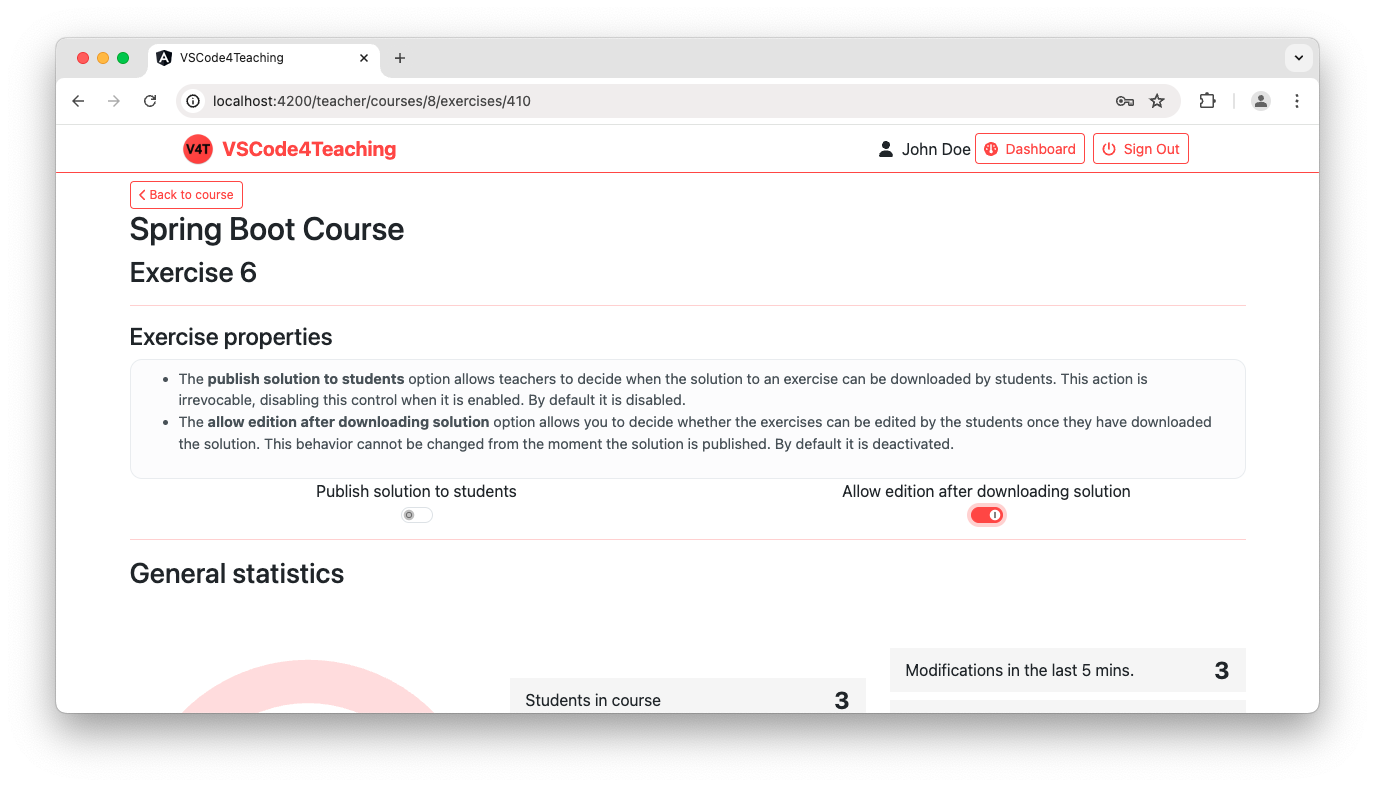 VSCode4Teaching
localhost:4200/teacher/courses/8/exercises/410
V4T VSCode4Teaching
John Doe Dashboard Sign Out
Back to course
Spring Boot Course
Exercise 6
Exercise properties
The publish solution to students option allows teachers to decide when the solution to an exercise can be downloaded by students. This action is
irrevocable, disabling this control when it is enabled. By default it is disabled.
The allow edition after downloading solution option allows you to decide whether the exercises can be edited by the students once they have downloaded
the solution. This behavior cannot be changed from the moment the solution is published. By default it is deactivated.
Publish solution to students
Allow edition after downloading solution
General statistics
Modifications in the last 5 mins. 3
Students in course 3